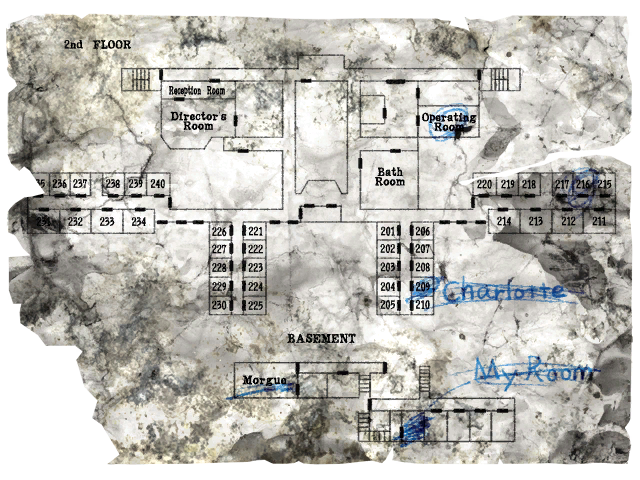 2nd FLOOR
Reception Room
Director's
Room
Operating
Room
Bath
Room
35 236 237 238 239 240
220 219 218 217 216 215
231 232 233 234
214 213 212 211
226 221 201 206
227 222 202 207
228 223 203 208
229 224 204 209
230 225 205 210
Charlotte
BASEMENT
Morgue
My Room